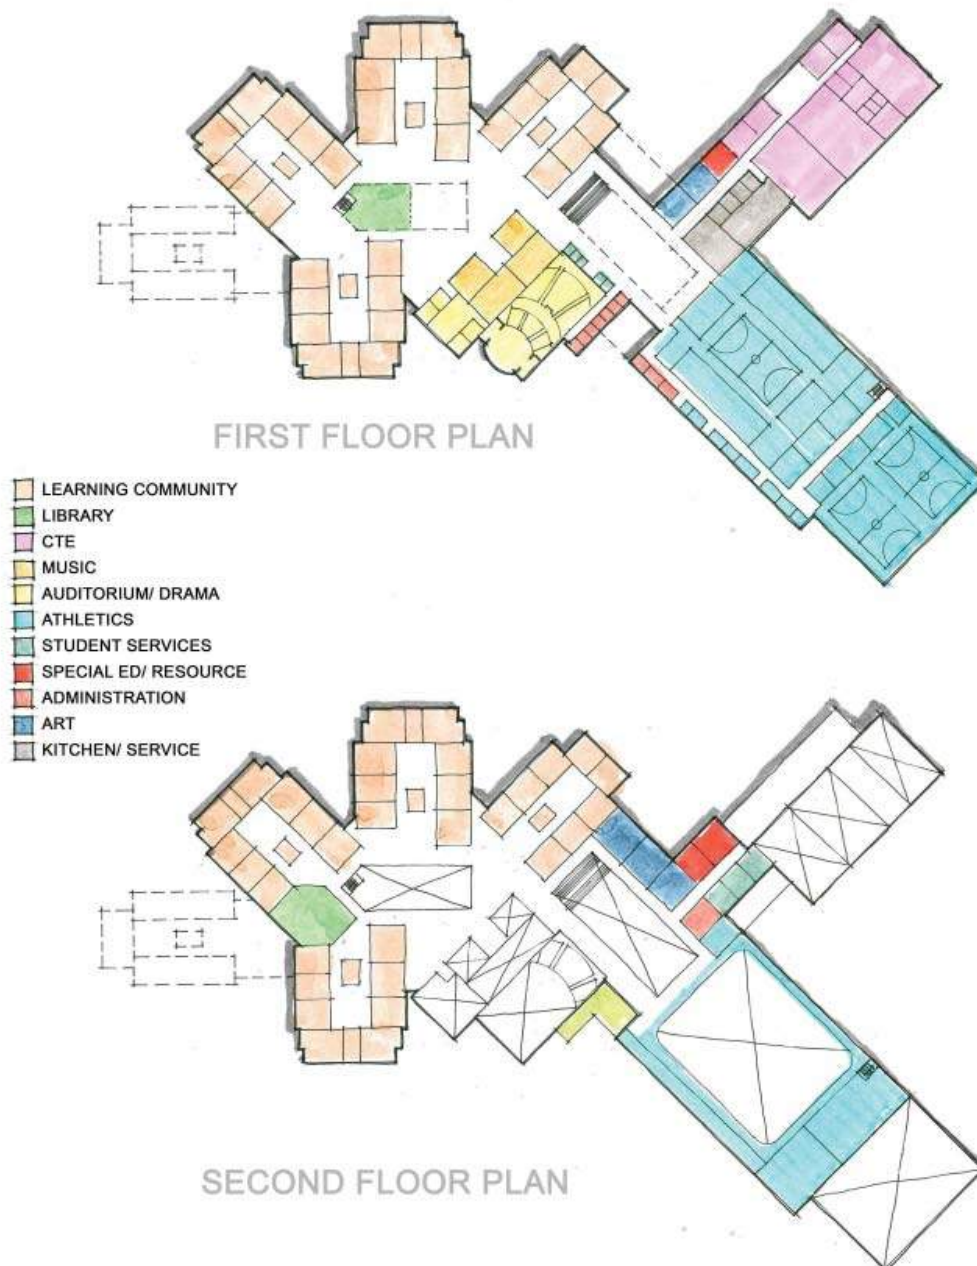 FIRST FLOOR PLAN
LEARNING COMMUNITY
LIBRARY
CTE
MUSIC
AUDITORIUM/ DRAMA
ATHLETICS
STUDENT SERVICES
SPECIAL ED/ RESOURCE
ADMINISTRATION
ART
KITCHEN/ SERVICE
SECOND FLOOR PLAN